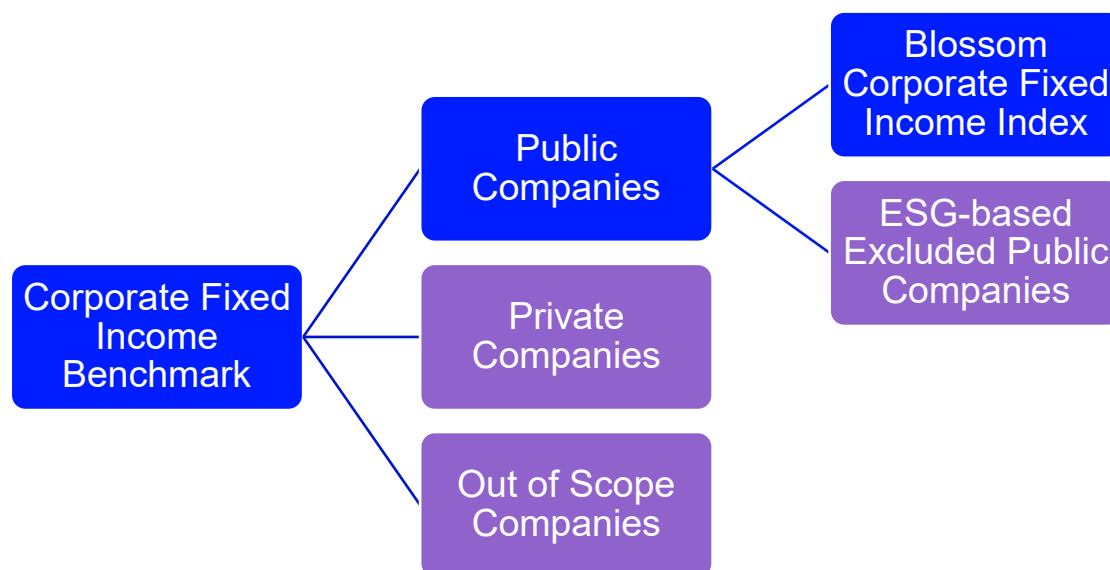 Corporate Fixed
Income
Benchmark
Public
Companies
Private
Companies
Out of Scope
Companies
Blossom
Corporate Fixed
Income Index
ESG-based
Excluded Public
Companies